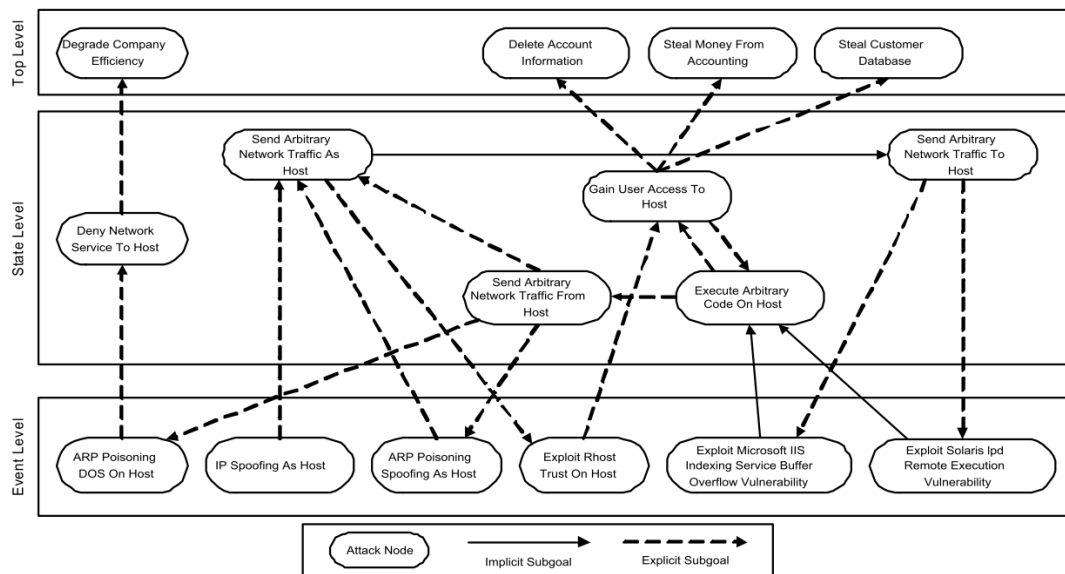 Top Level
Degrade Company
Efficiency
Delete Account
Information
Steal Money From
Accounting
Steal Customer
Database
State Level
Send Arbitrary
Network Traffic As
Host
Send Arbitrary
Network Traffic To
Host
Gain User Access To
Host
Deny Network
Service To Host
Send Arbitrary
Network Traffic From
Host
Execute Arbitrary
Code On Host
Event Level
ARP Poisoning
DOS On Host
IP Spoofing As Host
ARP Poisoning
Spoofing As Host
Exploit Rhost
Trust On Host
Exploit Microsoft IIS
Indexing Service Buffer
Overflow Vulnerability
Exploit Solaris lpd
Remote Execution
Vulnerability
Attack Node
Implicit Subgoal
Explicit Subgoal